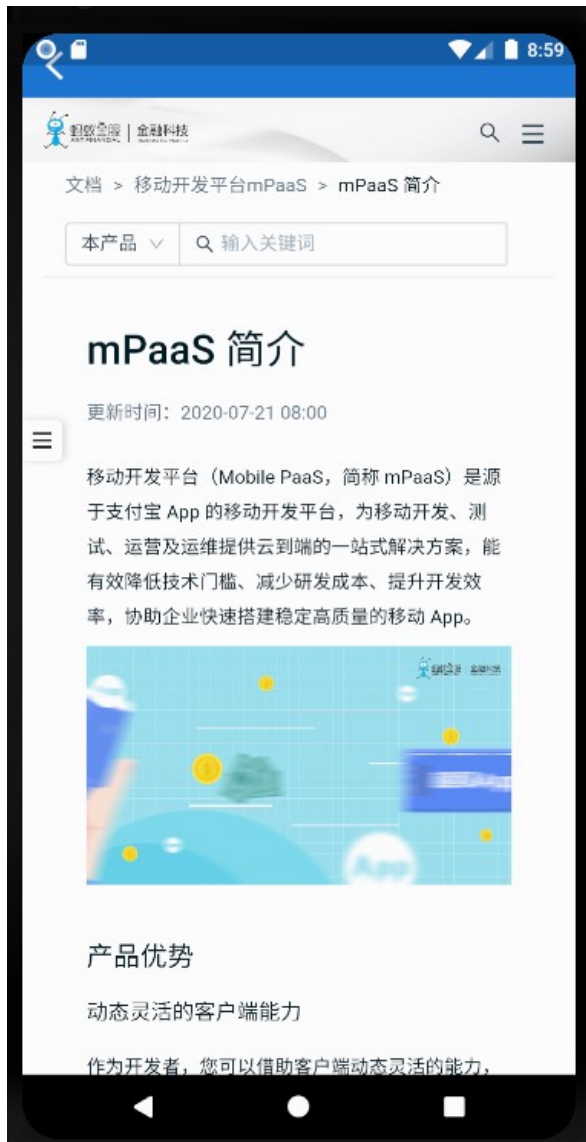 8:59
蚂蚁金服 | 金融科技
ANT FINANCIAL
文档 > 移动开发平台mPaaS > mPaaS 简介
本产品 输入关键词
mPaaS 简介
更新时间：2020-07-21 08:00
移动开发平台（Mobile PaaS，简称 mPaaS）是源
于支付宝 App 的移动开发平台，为移动开发、测
试、运营及运维提供云到端的一站式解决方案，能
有效降低技术门槛、减少研发成本、提升开发效
率，协助企业快速搭建稳定高质量的移动 App。
App
产品优势
动态灵活的客户端能力
作为开发者，您可以借助客户端动态灵活的能力，